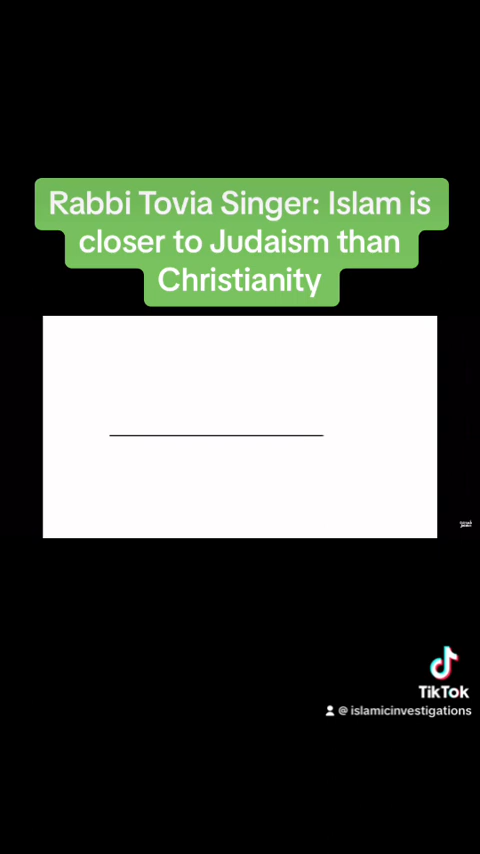 Rabbi Tovia Singer: Islam is
closer to Judaism than
Christianity
TikTok
@islamicinvestigations